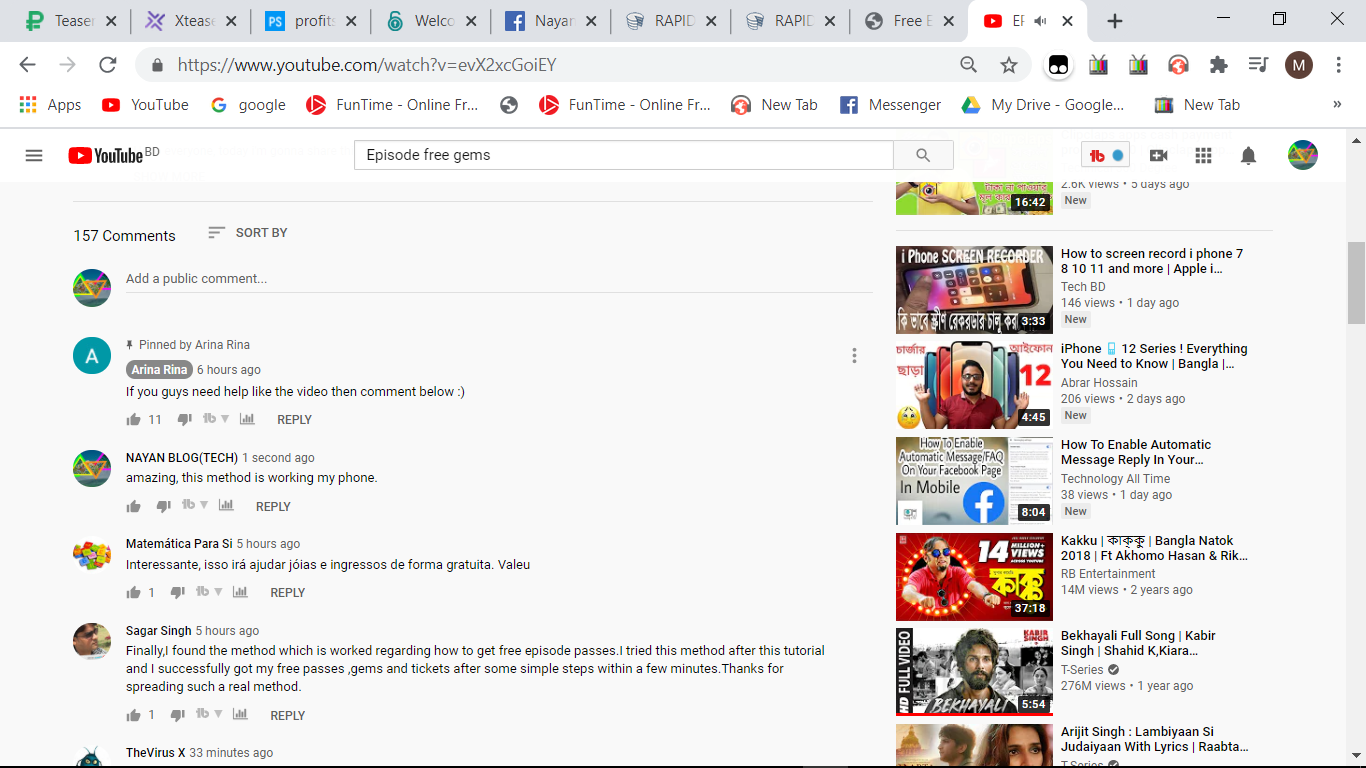 Teaser
Xtease
PS profits
Welco
Nayan
RAPID
RAPID
Free E
EF
https://www.youtube.com/watch?v=evX2xcGoiEY
M
Apps
YouTube
google
FunTime - Online Fr...
FunTime - Online Fr...
New Tab
Messenger
My Drive - Google...
New Tab
»
YouTube BD
Episode free gems
157 Comments
SORT BY
Add a public comment...
A
Pinned by Arina Rina
Arina Rina 6 hours ago
If you guys need help like the video then comment below :)
11
REPLY
NAYAN BLOG(TECH) 1 second ago
amazing, this method is working my phone.
REPLY
Matemática Para Si 5 hours ago
Interessante, isso irá ajudar jóias e ingressos de forma gratuita. Valeu
1
REPLY
Sagar Singh 5 hours ago
Finally,I found the method which is worked regarding how to get free episode passes.I tried this method after this tutorial
and I successfully got my free passes ,gems and tickets after some simple steps within a few minutes.Thanks for
spreading such a real method.
1
REPLY
TheVirus X 33 minutes ago
টাকা না পাওয়ার
মূল কারণ
16:42
2.6K views • 5 days ago
New
i Phone SCREEN RECORDER
কি ভাবে স্ক্রীণ রেকরডার চালু করা
3:33
How to screen record i phone 7
8 10 11 and more | Apple i...
Tech BD
146 views • 1 day ago
New
চার্জার
ছাড়া
আইফোন
12
4:45
iPhone 📱 12 Series ! Everything
You Need to Know | Bangla |...
Abrar Hossain
206 views • 2 days ago
New
How To Enable
Automatic Message/FAQ
On Your Facebook Page
In Mobile
8:04
How To Enable Automatic
Message Reply In Your...
Technology All Time
38 views • 1 day ago
New
14 MILLION+
VIEWS
কাক্কু
37:18
Kakku | কাক্কু | Bangla Natok
2018 | Ft Akhomo Hasan & Rik...
RB Entertainment
14M views • 2 years ago
KABIR
SINGH
HD FULL VIDEO
BEKHAYALI
5:54
Bekhayali Full Song | Kabir
Singh | Shahid K,Kiara...
T-Series
276M views • 1 year ago
Arijit Singh : Lambiyaan Si
Judaiyaan With Lyrics | Raabta...
T-Series